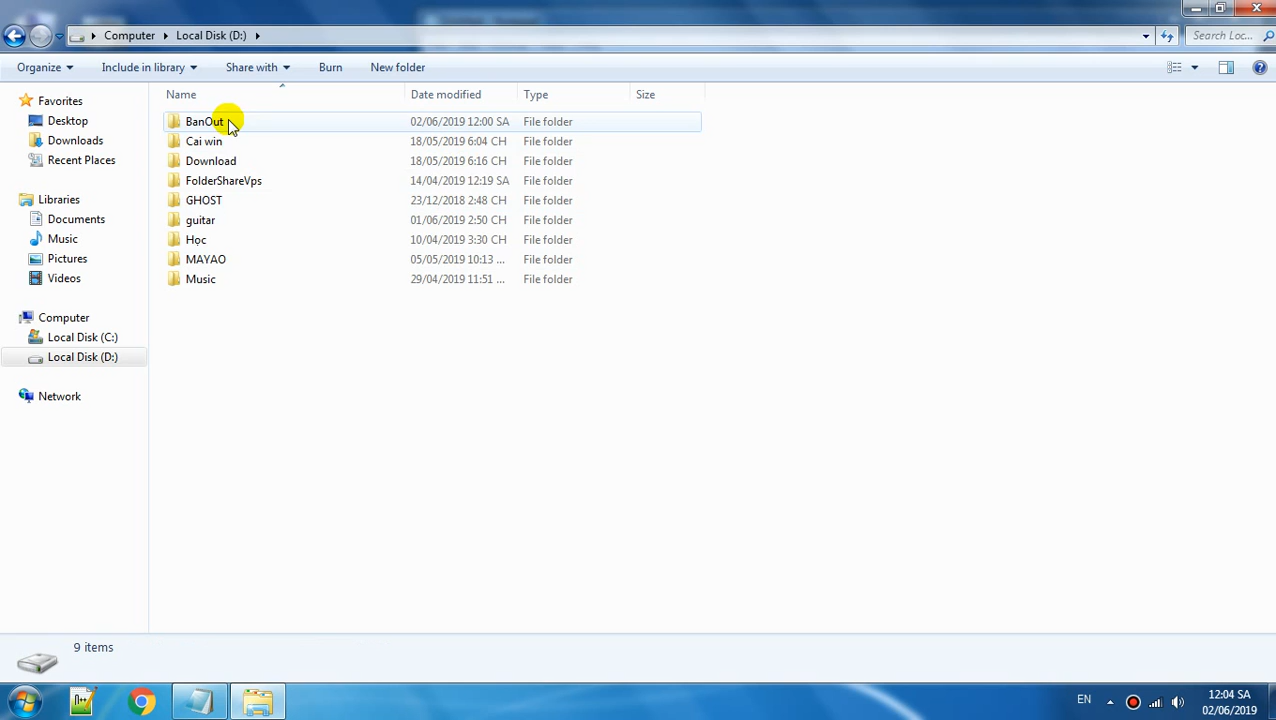 Computer Local Disk (D:) Search Loc...
Organize Include in library Share with Burn New folder
Name Date modified Type Size
Favorites
Desktop
Downloads
Recent Places
Libraries
Documents
Music
Pictures
Videos
Computer
Local Disk (C:)
Local Disk (D:)
Network
BanOut 02/06/2019 12:00 SA File folder
Cai win 18/05/2019 6:04 CH File folder
Download 18/05/2019 6:16 CH File folder
FolderShareVps 14/04/2019 12:19 SA File folder
GHOST 23/12/2018 2:48 CH File folder
guitar 01/06/2019 2:50 CH File folder
Học 10/04/2019 3:30 CH File folder
MAYAO 05/05/2019 10:13 ... File folder
Music 29/04/2019 11:51 ... File folder
9 items
EN 12:04 SA
02/06/2019